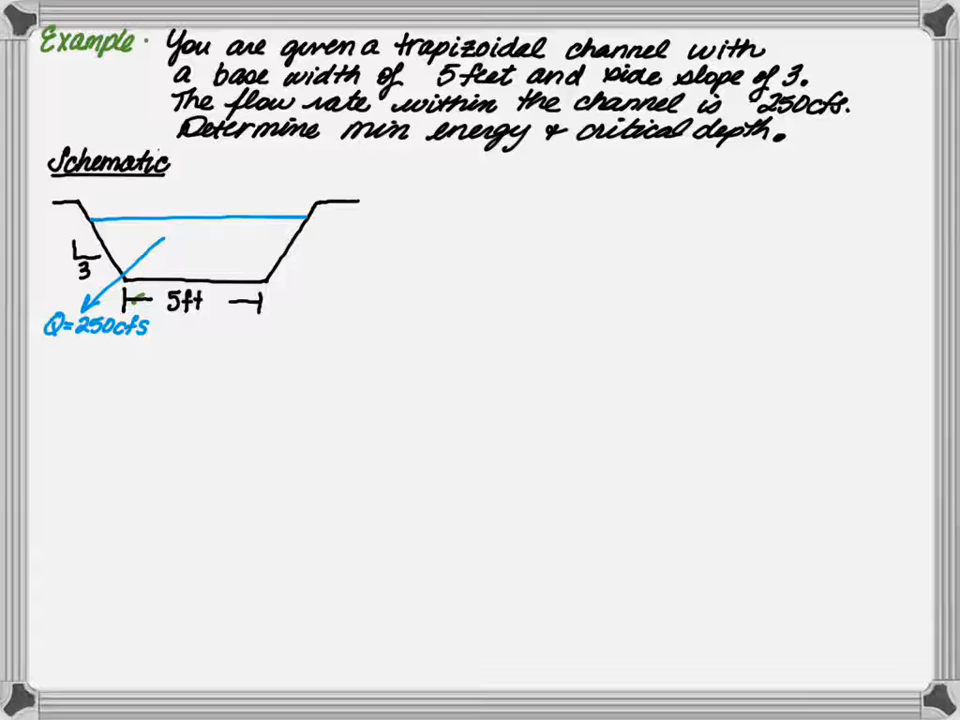 Example. You are given a trapizoidal channel with
a base width of 5 feet and side slope of 3.
The flow rate within the channel is 250cfs.
Determine min energy & critical depth.
Schematic
3
5ft
Q=250cfs